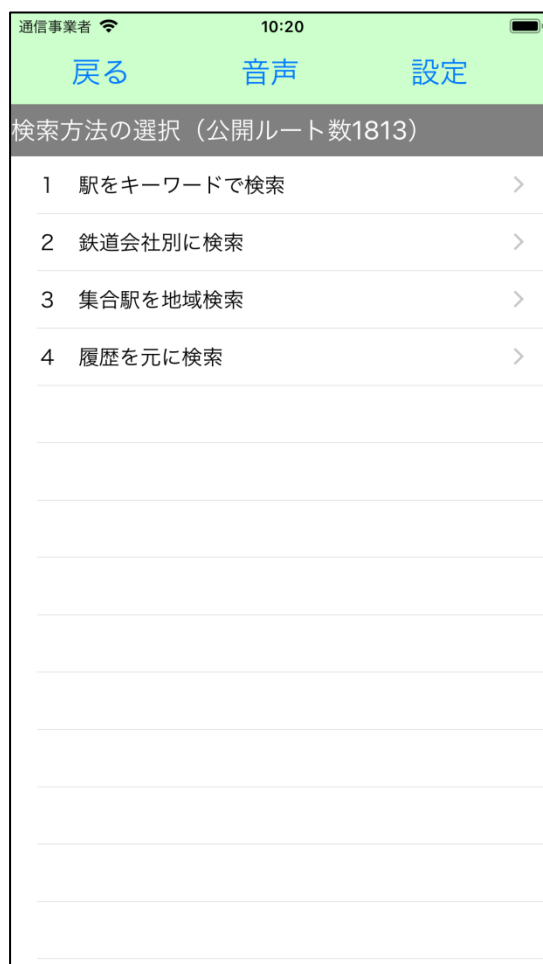 通信事業者 10:20
戻る 音声 設定
検索方法の選択（公開ルート数1813）
1 駅をキーワードで検索
2 鉄道会社別に検索
3 集合駅を地域検索
4 履歴を元に検索